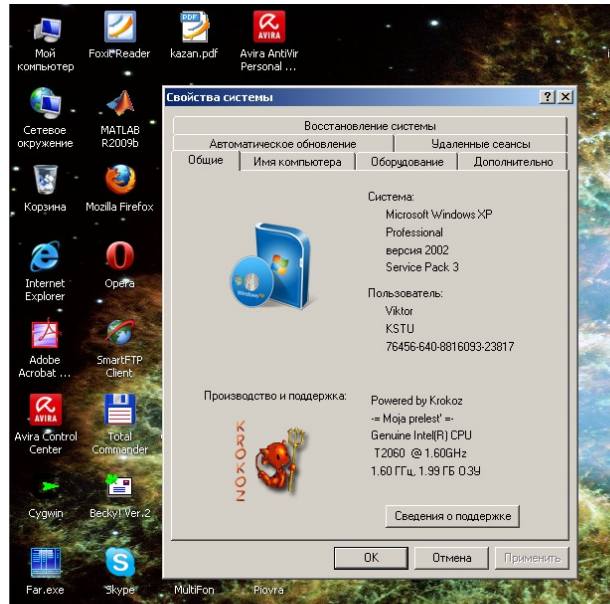 Мой
компьютер
Foxit Reader
kazan.pdf
Avira AntiVir
Personal ...
Сетевое
окружение
MATLAB
R2009b
Корзина
Mozilla Firefox
Internet
Explorer
Opera
Adobe
Acrobat ...
SmartFTP
Client
Avira Control
Center
Total
Commander
Cygwin
Becky! Ver.2
Far.exe
Skype
MultiFon
Piovra
PDF
AVIRA
AVIRA
Свойства системы
Восстановление системы
Автоматическое обновление
Удаленные сеансы
Общие
Имя компьютера
Оборудование
Дополнительно
Система:
Microsoft Windows XP
Professional
версия 2002
Service Pack 3
Пользователь:
Viktor
KSTU
76456-640-8816093-23817
WindowsXP
Производство и поддержка:
KROKOZ
Powered by Krokoz
-= Moja prelest' =-
Genuine Intel(R) CPU
T2060 @ 1.60GHz
1.60 ГГц, 1.99 ГБ ОЗУ
Сведения о поддержке
OK
Отмена
Применить